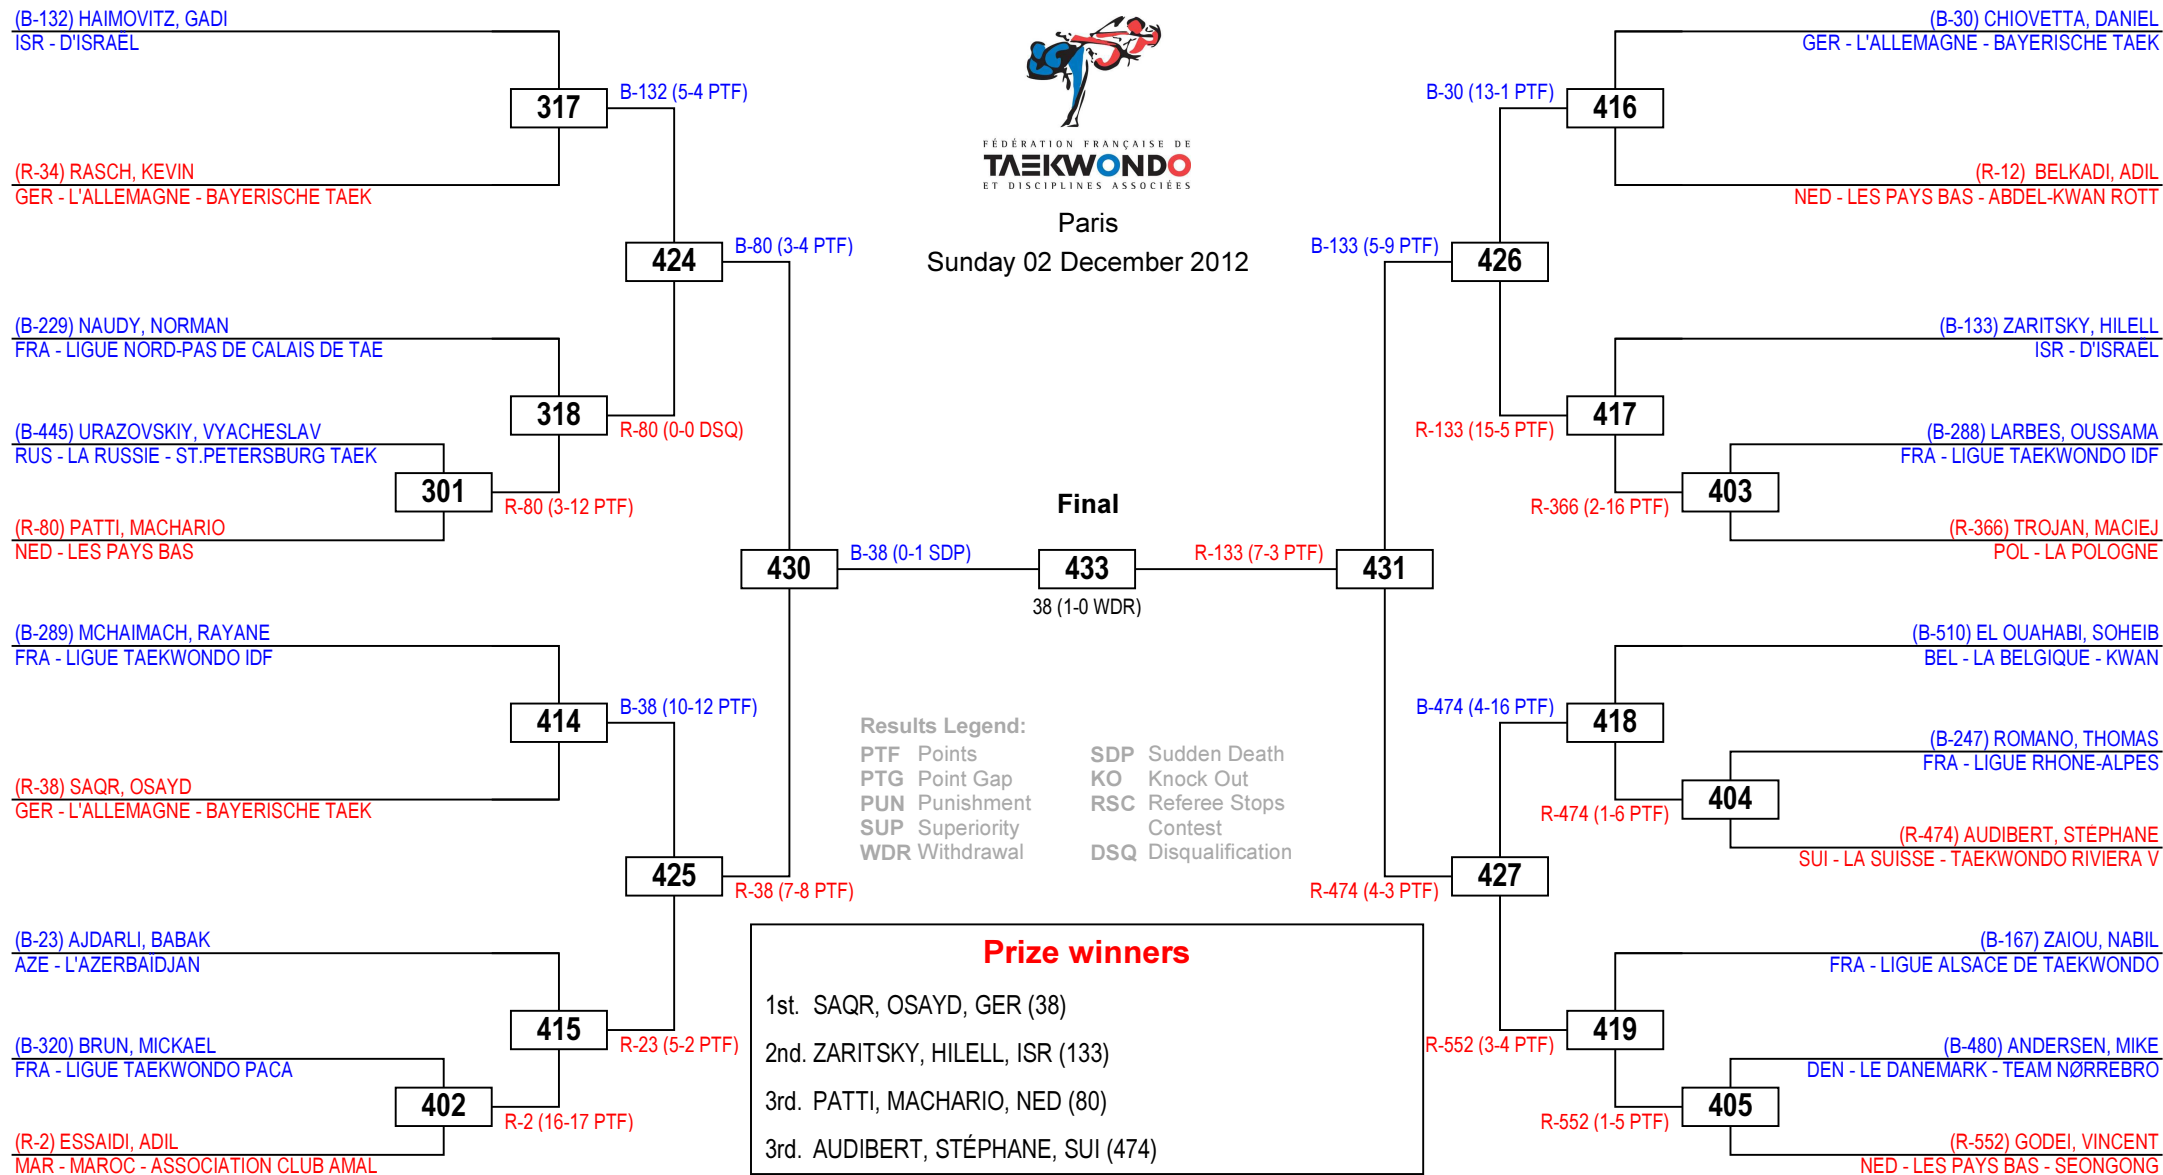 (B-132) HAIMOVITZ, GADI
ISR - D'ISRAËL
317
B-132 (5-4 PTF)
(R-34) RASCH, KEVIN
GER - L'ALLEMAGNE - BAYERISCHE TAEK
424
B-80 (3-4 PTF)
(B-229) NAUDY, NORMAN
FRA - LIGUE NORD-PAS DE CALAIS DE TAE
318
R-80 (0-0 DSQ)
(B-445) URAZOVSKIY, VYACHESLAV
RUS - LA RUSSIE - ST.PETERSBURG TAEK
301
R-80 (3-12 PTF)
(R-80) PATTI, MACHARIO
NED - LES PAYS BAS
430
B-38 (0-1 SDP)
(B-289) MCHAIMACH, RAYANE
FRA - LIGUE TAEKWONDO IDF
414
B-38 (10-12 PTF)
(R-38) SAQR, OSAYD
GER - L'ALLEMAGNE - BAYERISCHE TAEK
425
R-38 (7-8 PTF)
(B-23) AJDARLI, BABAK
AZE - L'AZERBAÏDJAN
415
R-23 (5-2 PTF)
(B-320) BRUN, MICKAEL
FRA - LIGUE TAEKWONDO PACA
402
R-2 (16-17 PTF)
(R-2) ESSAIDI, ADIL
MAR - MAROC - ASSOCIATION CLUB AMAL
FÉDÉRATION FRANÇAISE DE
TAEKWONDO
ET DISCIPLINES ASSOCIÉES
Paris
Sunday 02 December 2012
Final
433
38 (1-0 WDR)
Results Legend:
PTF Points
PTG Point Gap
PUN Punishment
SUP Superiority
WDR Withdrawal
SDP Sudden Death
KO Knock Out
RSC Referee Stops
Contest
DSQ Disqualification
Prize winners
1st. SAQR, OSAYD, GER (38)
2nd. ZARITSKY, HILELL, ISR (133)
3rd. PATTI, MACHARIO, NED (80)
3rd. AUDIBERT, STÉPHANE, SUI (474)
(B-30) CHIOVETTA, DANIEL
GER - L'ALLEMAGNE - BAYERISCHE TAEK
B-30 (13-1 PTF)
416
(R-12) BELKADI, ADIL
NED - LES PAYS BAS - ABDEL-KWAN ROTT
B-133 (5-9 PTF)
426
(B-133) ZARITSKY, HILELL
ISR - D'ISRAËL
417
R-133 (15-5 PTF)
(B-288) LARBES, OUSSAMA
FRA - LIGUE TAEKWONDO IDF
403
R-366 (2-16 PTF)
(R-366) TROJAN, MACIEJ
POL - LA POLOGNE
R-133 (7-3 PTF)
431
(B-510) EL OUAHABI, SOHEIB
BEL - LA BELGIQUE - KWAN
B-474 (4-16 PTF)
418
(B-247) ROMANO, THOMAS
FRA - LIGUE RHONE-ALPES
404
R-474 (1-6 PTF)
(R-474) AUDIBERT, STÉPHANE
SUI - LA SUISSE - TAEKWONDO RIVIERA V
427
R-474 (4-3 PTF)
(B-167) ZAIOU, NABIL
FRA - LIGUE ALSACE DE TAEKWONDO
419
R-552 (3-4 PTF)
(B-480) ANDERSEN, MIKE
DEN - LE DANEMARK - TEAM NØRREBRO
405
R-552 (1-5 PTF)
(R-552) GODEI, VINCENT
NED - LES PAYS BAS - SEONGONG